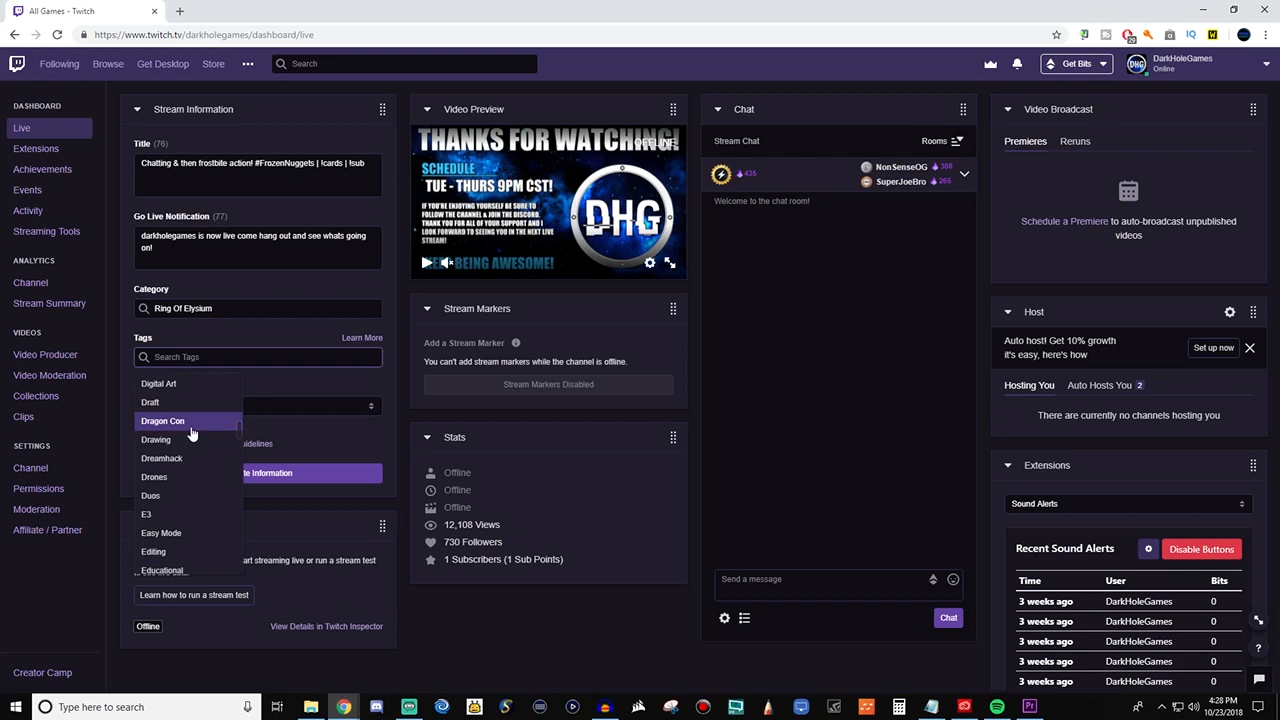 All Games - Twitch
https://www.twitch.tv/darkholegames/dashboard/live
Following
Browse
Get Desktop
Store
Search
Get Bits
DarkHoleGames
Online
DASHBOARD
Live
Extensions
Achievements
Events
Activity
Streaming Tools
ANALYTICS
Channel
Stream Summary
VIDEOS
Video Producer
Video Moderation
Collections
Clips
SETTINGS
Channel
Permissions
Moderation
Affiliate / Partner
Creator Camp
Stream Information
Title (76)
Chatting & then frostbite action! #FrozenNuggets | !cards | !sub
Go Live Notification (77)
darkholegames is now live come hang out and see whats going
on!
Category
Ring Of Elysium
Tags
Learn More
Search Tags
Digital Art
Draft
Dragon Con
Drawing
Dreamhack
Drones
Duos
E3
Easy Mode
Editing
Educational
uidelines
te Information
tart streaming live or run a stream test
Learn how to run a stream test
Offline
View Details in Twitch Inspector
Video Preview
THANKS FOR WATCHING!
OFFLINE
SCHEDULE
TUE - THURS 9PM CST!
IF YOU'RE ENJOYING YOURSELF BE SURE TO
FOLLOW THE CHANNEL & JOIN THE DISCORD.
THANK YOU FOR ALL OF YOUR SUPPORT AND I
LOOK FORWARD TO SEEING YOU IN THE NEXT LIVE
STREAM!
KEEP BEING AWESOME!
DHG
Stream Markers
Add a Stream Marker
You can't add stream markers while the channel is offline.
Stream Markers Disabled
Stats
Offline
Offline
Offline
12,108 Views
730 Followers
1 Subscribers (1 Sub Points)
Chat
Stream Chat
Rooms
435
NonSenseOG 388
SuperJoeBro 265
Welcome to the chat room!
Send a message
Chat
Video Broadcast
Premieres
Reruns
Schedule a Premiere to auto-broadcast unpublished
videos
Host
Auto host! Get 10% growth
it's easy, here's how
Set up now
Hosting You
Auto Hosts You 2
There are currently no channels hosting you
Extensions
Sound Alerts
Recent Sound Alerts
Disable Buttons
Time User Bits
3 weeks ago DarkHoleGames 0
3 weeks ago DarkHoleGames 0
3 weeks ago DarkHoleGames 0
3 weeks ago DarkHoleGames 0
3 weeks ago DarkHoleGames 0
Type here to search
4:28 PM
10/23/2018